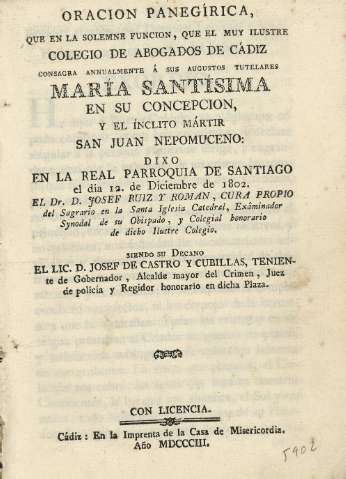 ORACION PANEGÍRICA,
QUE EN LA SOLEMNE FUNCION, QUE EL MUY ILUSTRE
COLEGIO DE ABOGADOS DE CÁDIZ
CONSAGRA ANNUALMENTE Á SUS AUGUSTOS TUTELARES
MARÍA SANTÍSIMA
EN SU CONCEPCION,
Y EL ÍNCLITO MÁRTIR
SAN JUAN NEPOMUCENO:
DIXO
EN LA REAL PARROQUIA DE SANTIAGO
el dia 12. de Diciembre de 1802.
EL Dr. D. JOSEF RUIZ Y ROMAN, CURA PROPIO
del Sagrario en la Santa Iglesia Catedral, Exâminador
Synodal de su Obispado, y Colegial honorario
de dicho Ilustre Colegio.
SIENDO SU DECANO
EL LIC. D. JOSEF DE CASTRO Y CUBILLAS, TENIEN-
te de Gobernador, Alcalde mayor del Crimen, Juez
de policía y Regidor honorario en dicha Plaza.
CON LICENCIA.
Cádiz: En la Imprenta de la Casa de Misericordia.
Año MDCCCIII.
5902